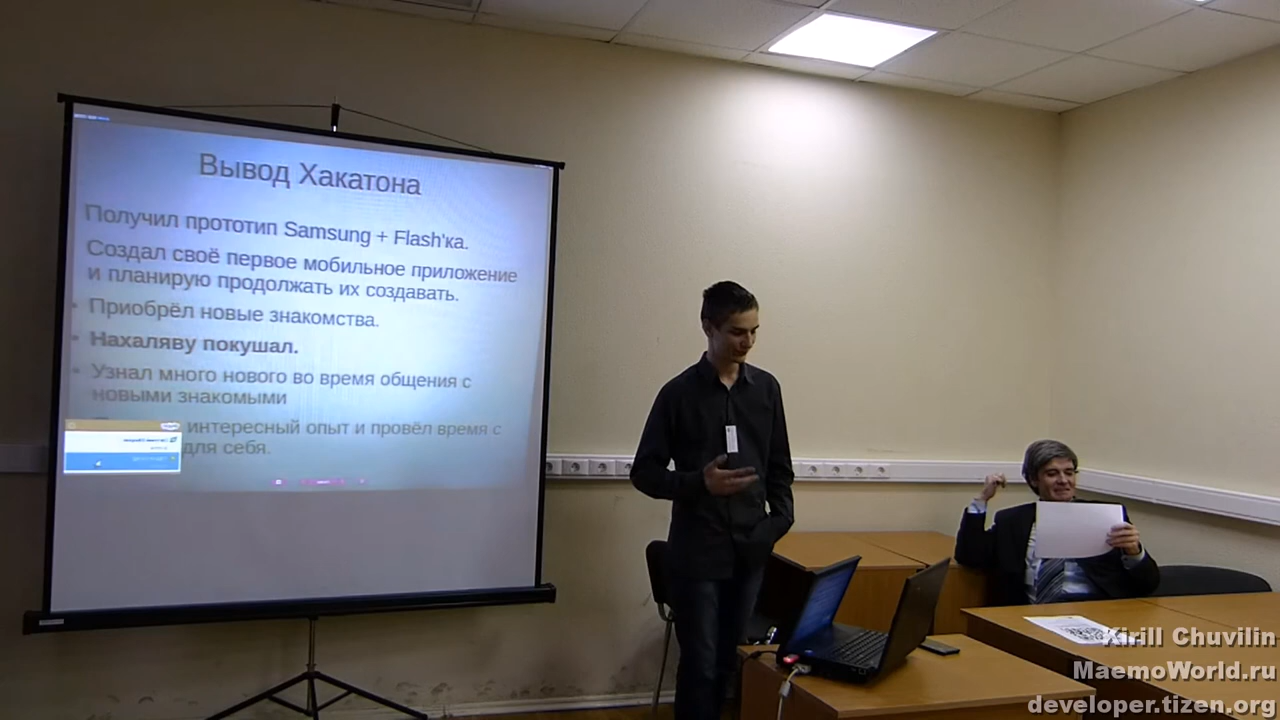 Вывод Хакатона
Получил прототип Samsung + Flash'ка.
Создал своё первое мобильное приложение
и планирую продолжать их создавать.
Приобрёл новые знакомства.
Нахаляву покушал.
Узнал много нового во время общения с
новыми знакомыми
интересный опыт и провёл время с
для себя.
Kirill Chuvilin
MaemoWorld.ru
developer.tizen.org